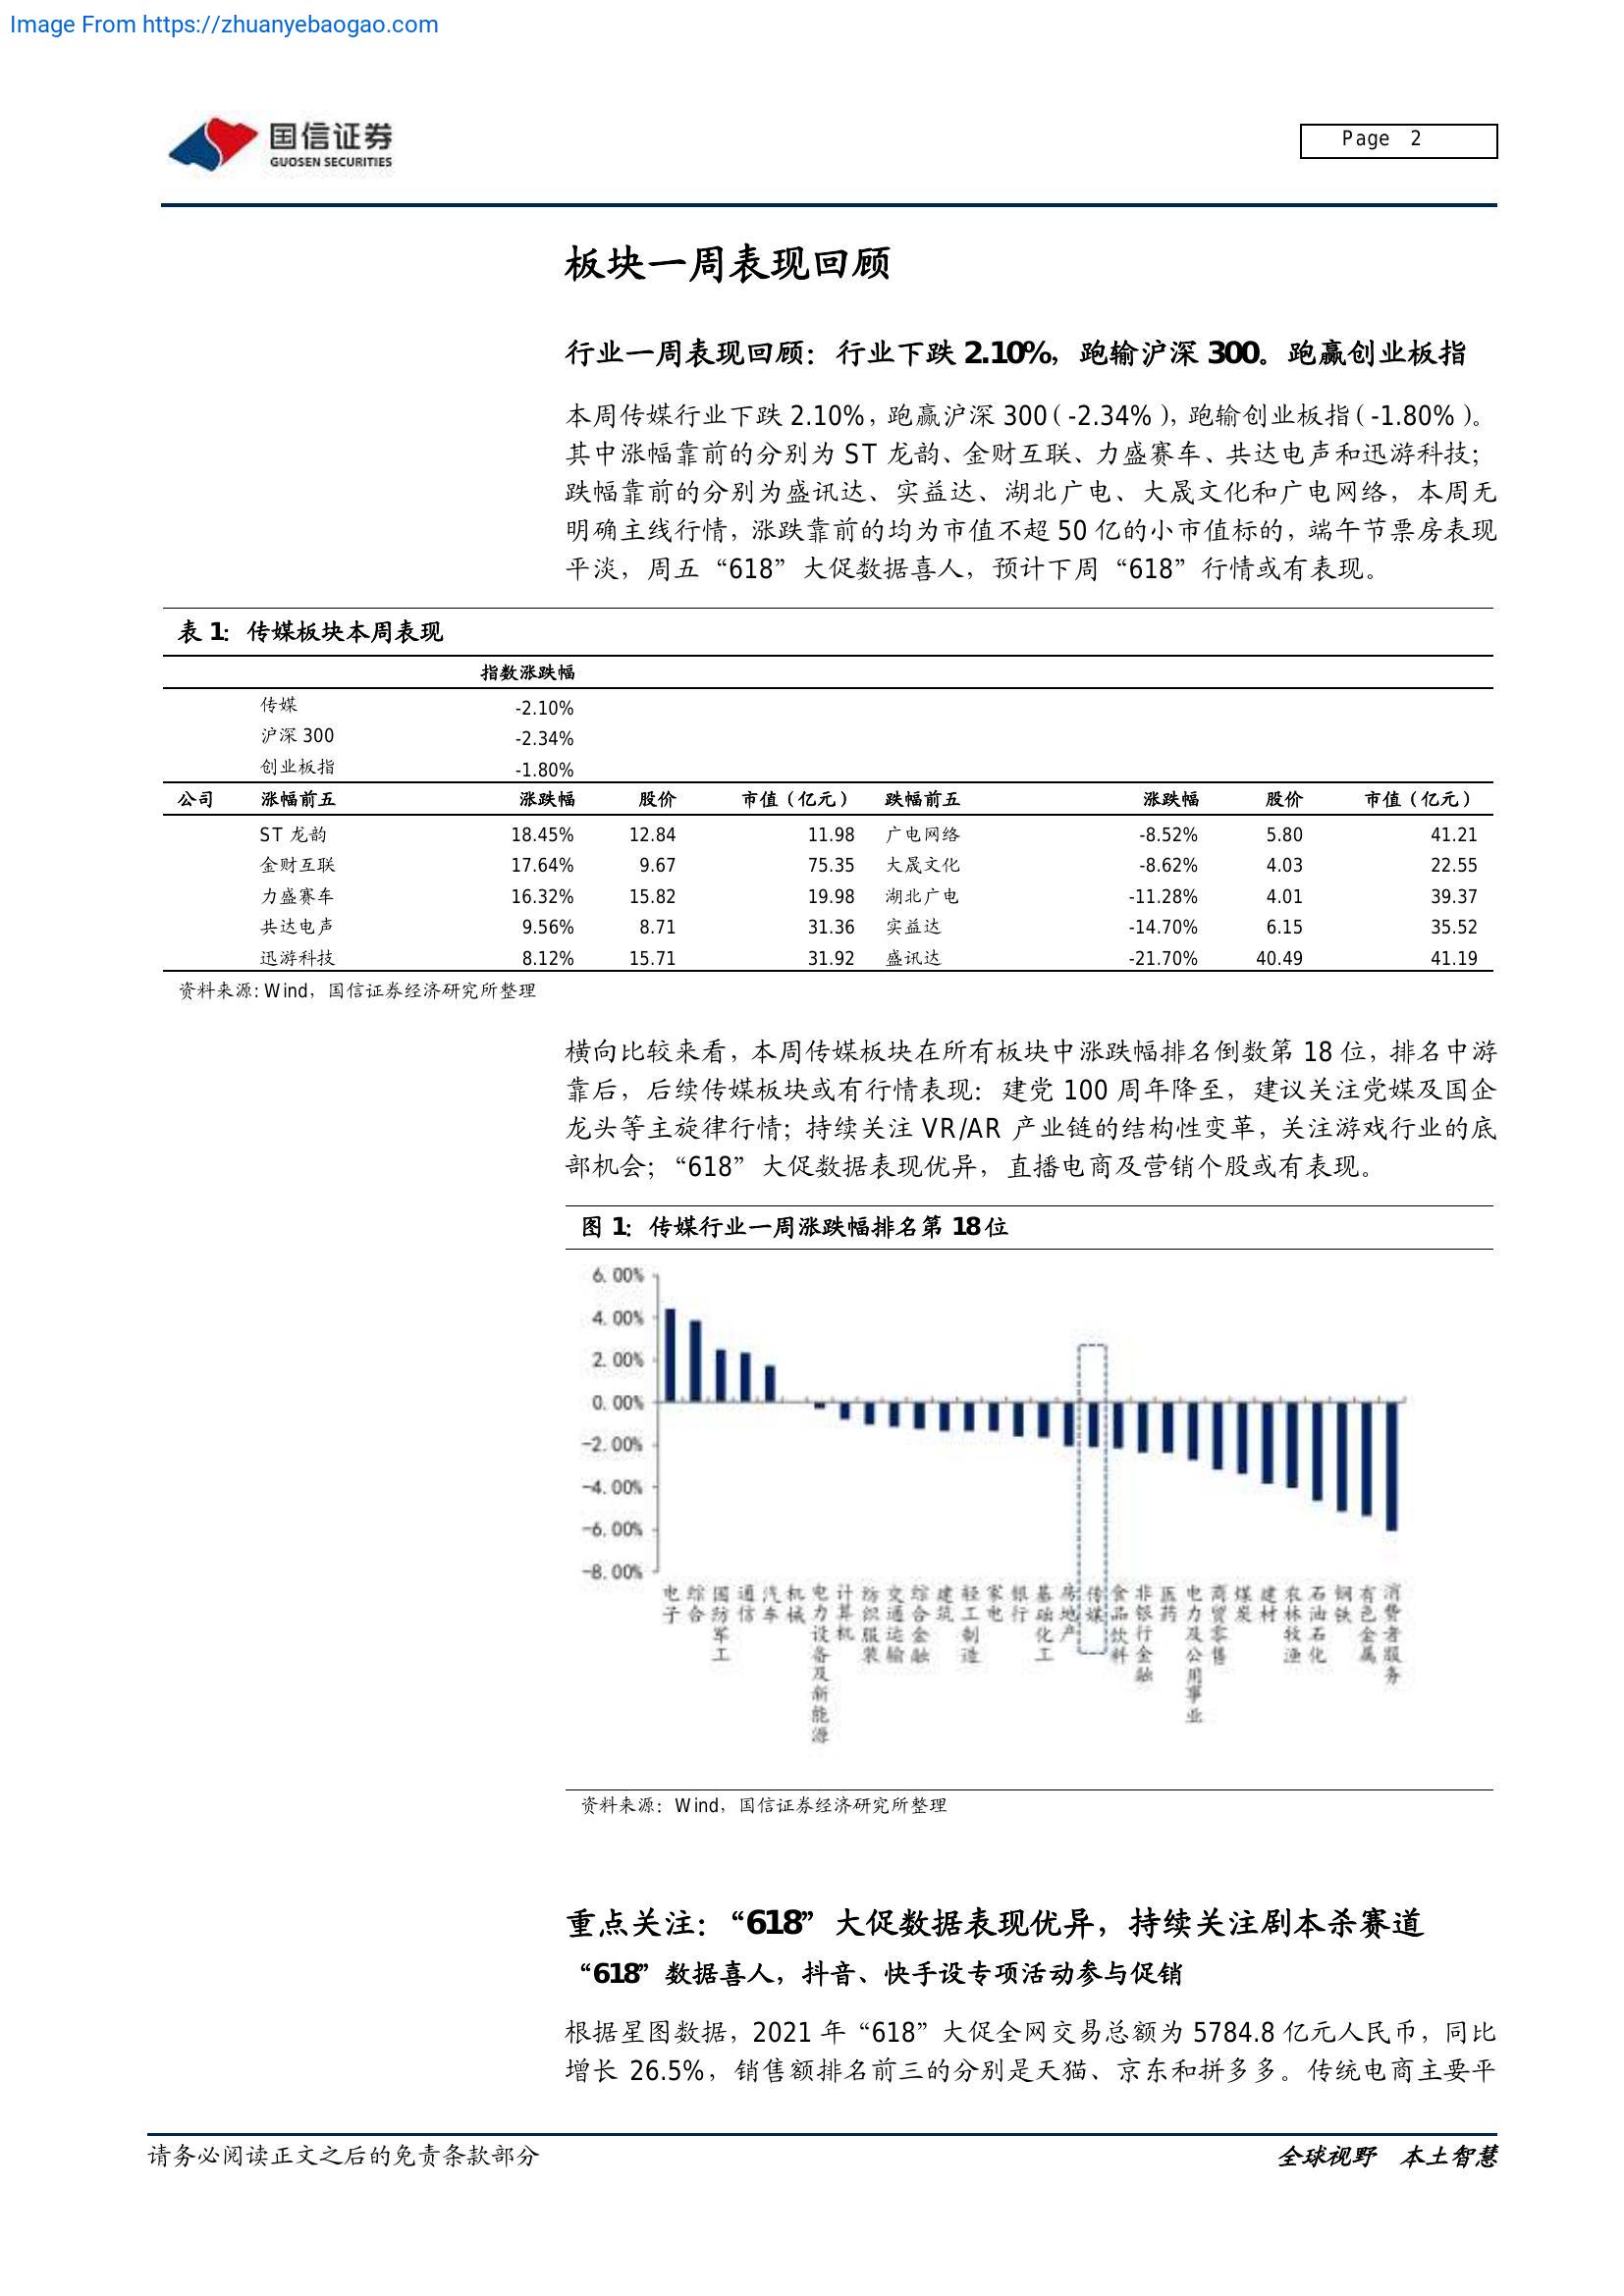 Image From https://zhuanyebaogao.com
国信证券
GUOSEN SECURITIES
Page 2
板块一周表现回顾
行业一周表现回顾：行业下跌 2.10%，跑输沪深 300。跑赢创业板指
本周传媒行业下跌 2.10%，跑赢沪深 300（-2.34%），跑输创业板指（-1.80%）。
其中涨幅靠前的分别为 ST 龙韵、金财互联、力盛赛车、共达电声和迅游科技；
跌幅靠前的分别为盛讯达、实益达、湖北广电、大晟文化和广电网络，本周无
明确主线行情，涨跌靠前的均为市值不超 50 亿的小市值标的，端午节票房表现
平淡，周五“618”大促数据喜人，预计下周“618”行情或有表现。
表 1：传媒板块本周表现
指数涨跌幅
传媒 -2.10%
沪深 300 -2.34%
创业板指 -1.80%
公司 涨幅前五 涨跌幅 股价 市值（亿元） 跌幅前五 涨跌幅 股价 市值（亿元）
ST 龙韵 18.45% 12.84 11.98 广电网络 -8.52% 5.80 41.21
金财互联 17.64% 9.67 75.35 大晟文化 -8.62% 4.03 22.55
力盛赛车 16.32% 15.82 19.98 湖北广电 -11.28% 4.01 39.37
共达电声 9.56% 8.71 31.36 实益达 -14.70% 6.15 35.52
迅游科技 8.12% 15.71 31.92 盛讯达 -21.70% 40.49 41.19
资料来源: Wind，国信证券经济研究所整理
横向比较来看，本周传媒板块在所有板块中涨跌幅排名倒数第 18 位，排名中游
靠后，后续传媒板块或有行情表现：建党 100 周年降至，建议关注党媒及国企
龙头等主旋律行情；持续关注 VR/AR 产业链的结构性变革，关注游戏行业的底
部机会；“618”大促数据表现优异，直播电商及营销个股或有表现。
图 1：传媒行业一周涨跌幅排名第 18 位
6.00%
4.00%
2.00%
0.00%
-2.00%
-4.00%
-6.00%
-8.00%
电子
综合
国防军工
通信
汽车
机械
电力设备及新能源
计算机
纺织服装
交通运输
综合金融
建筑
轻工制造
家电
银行
基础化工
房地产
传媒
食品饮料
非银行金融
医药
电力及公用事业
商贸零售
煤炭
建材
农林牧渔
石油石化
钢铁
有色金属
消费者服务
资料来源：Wind，国信证券经济研究所整理
重点关注：“618”大促数据表现优异，持续关注剧本杀赛道
“618”数据喜人，抖音、快手设专项活动参与促销
根据星图数据，2021 年“618”大促全网交易总额为 5784.8 亿元人民币，同比
增长 26.5%，销售额排名前三的分别是天猫、京东和拼多多。传统电商主要平
请务必阅读正文之后的免责条款部分
全球视野 本土智慧